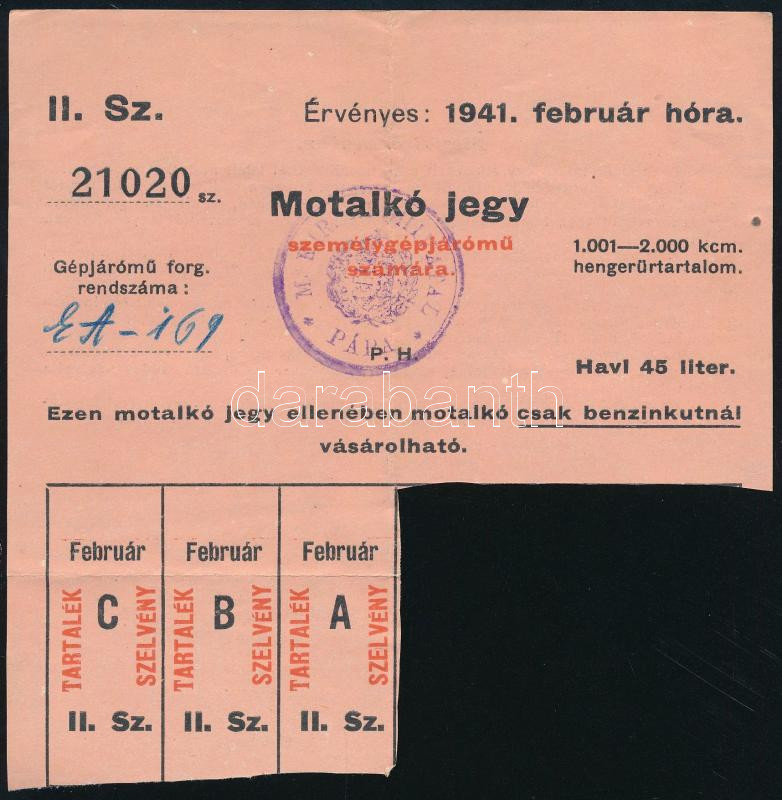 II. Sz.
Érvényes: 1941. február hóra.
21020 sz.
Motalkó jegy
személygépjárómű
számára.
1.001—2.000 kcm.
hengerűrtartalom.
Gépjárómű forg.
rendszáma:
EA-169
PÁPA
P. H.
Havi 45 liter.
darabanth
Ezen motalkó jegy ellenében motalkó csak benzinkutnál
vásárolható.
Február
C
TARTALÉK
SZELVÉNY
II. Sz.
Február
B
TARTALÉK
SZELVÉNY
II. Sz.
Február
A
TARTALÉK
SZELVÉNY
II. Sz.